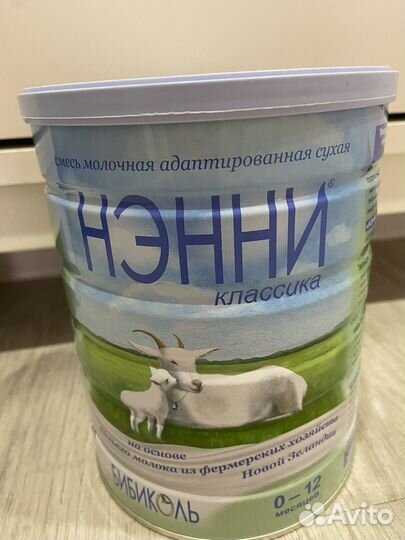 смесь молочная адаптированная сухая
НЭННИ®
классика
на основе
козьего молока из фермерских хозяйств
Новой Зеландии
БИБИКОЛЬ
0–12
месяцев
Avito